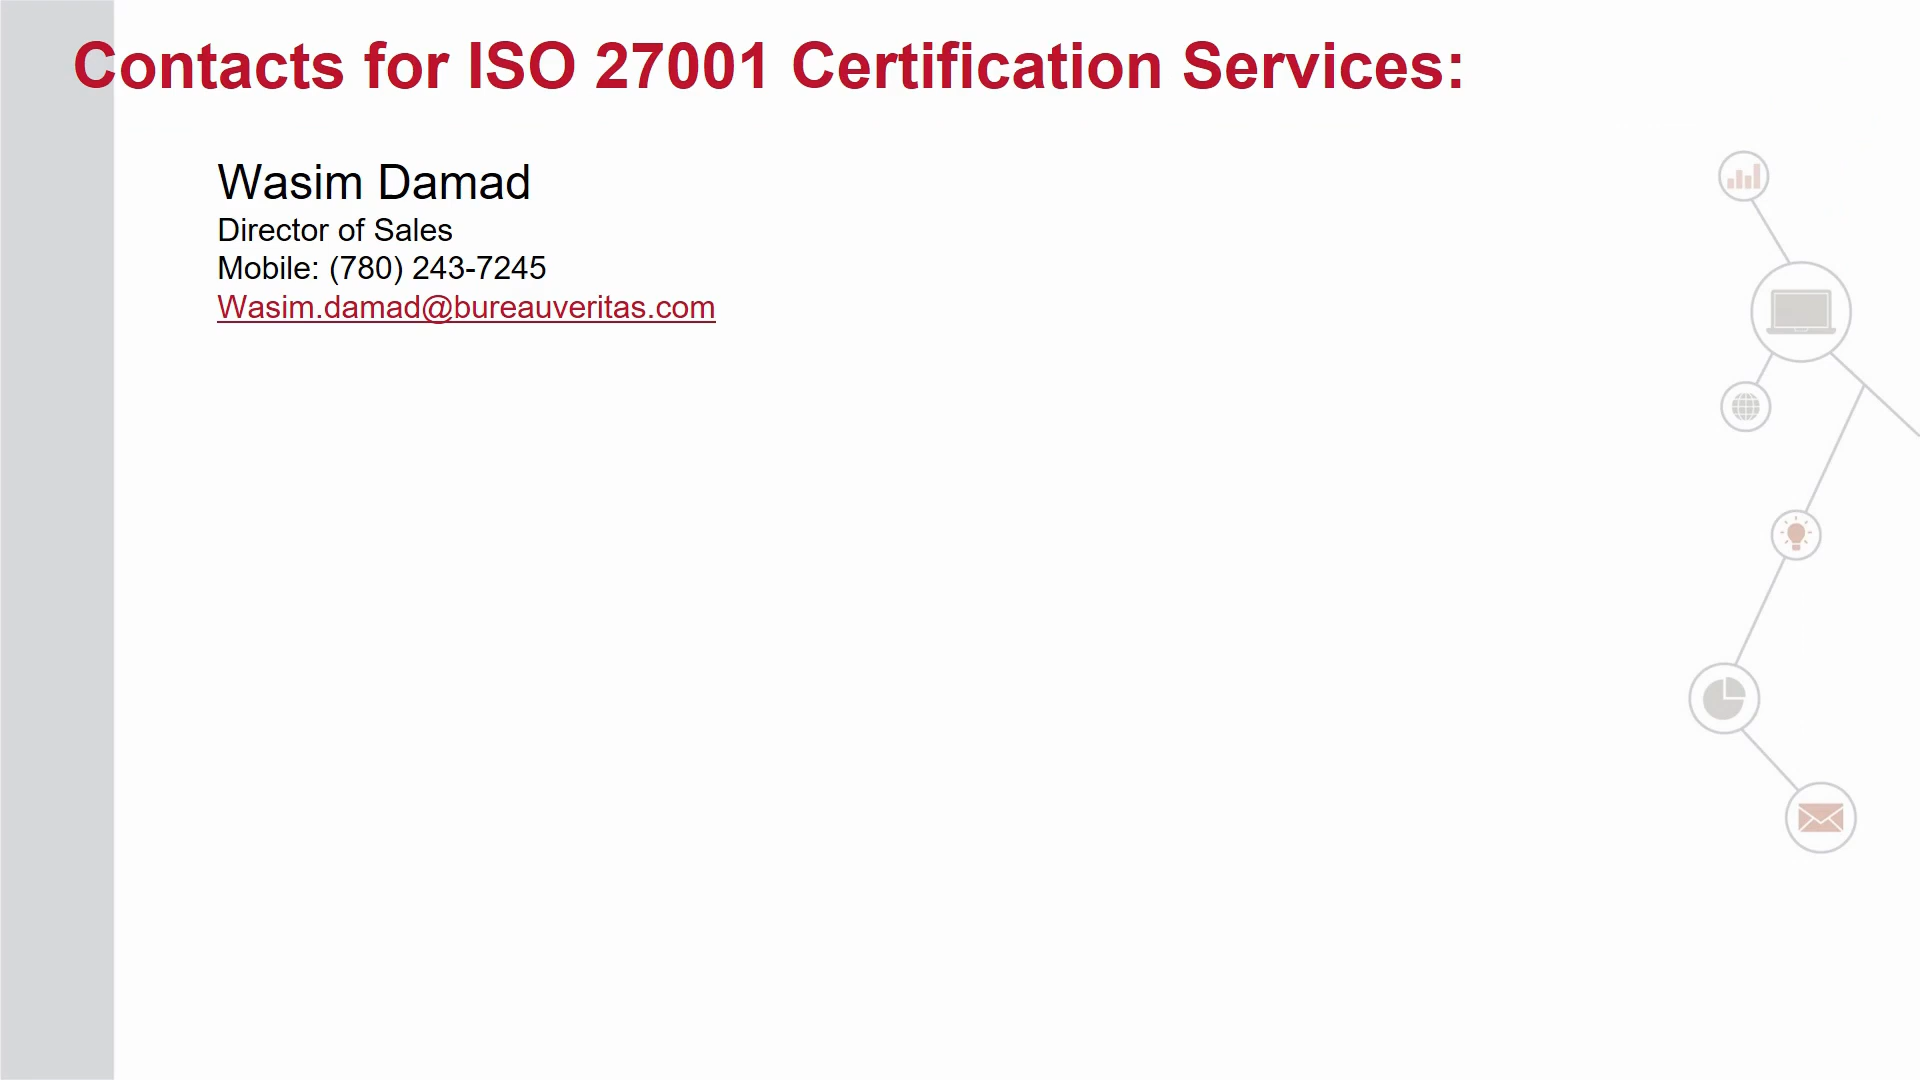 Contacts for ISO 27001 Certification Services:
Wasim Damad
Director of Sales
Mobile: (780) 243-7245
Wasim.damad@bureauveritas.com